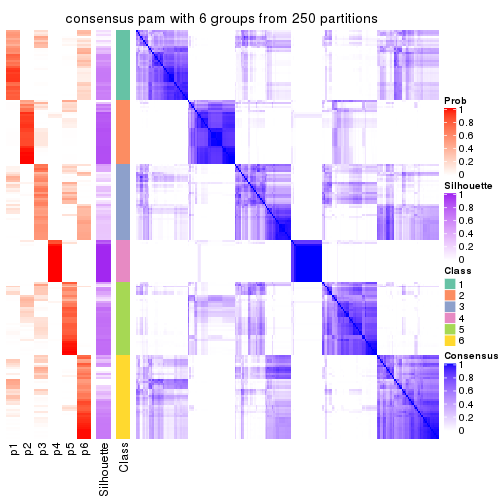 consensus pam with 6 groups from 250 partitions
Prob
1
0.8
0.6
0.4
0.2
0
Silhouette
1
0.8
0.6
0.4
0.2
0
Class
1
2
3
4
5
6
Consensus
1
0.8
0.6
0.4
0.2
0
p1
p2
p3
p4
p5
p6
Silhouette
Class